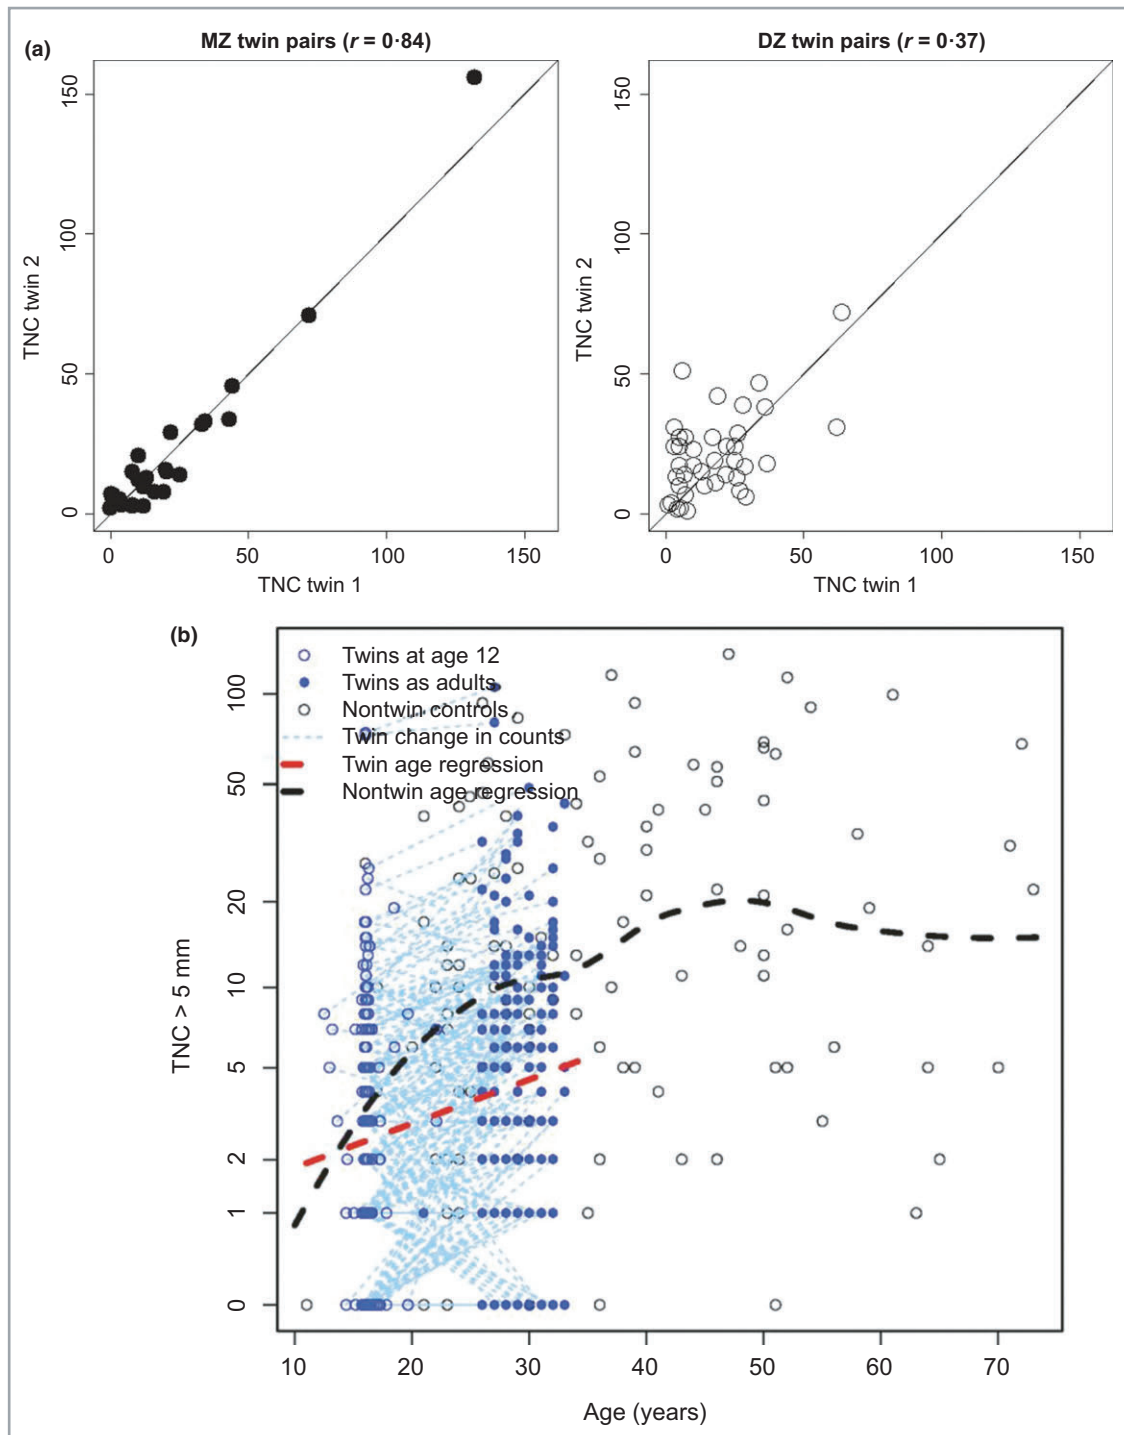 (a)
MZ twin pairs (r = 0·84)
150
100
50
0
TNC twin 2
0 50 100 150
TNC twin 1
DZ twin pairs (r = 0·37)
150
100
50
0
TNC twin 2
0 50 100 150
TNC twin 1
(b)
Twins at age 12
Twins as adults
Nontwin controls
Twin change in counts
Twin age regression
Nontwin age regression
100
50
20
10
5
2
1
0
TNC > 5 mm
10 20 30 40 50 60 70
Age (years)